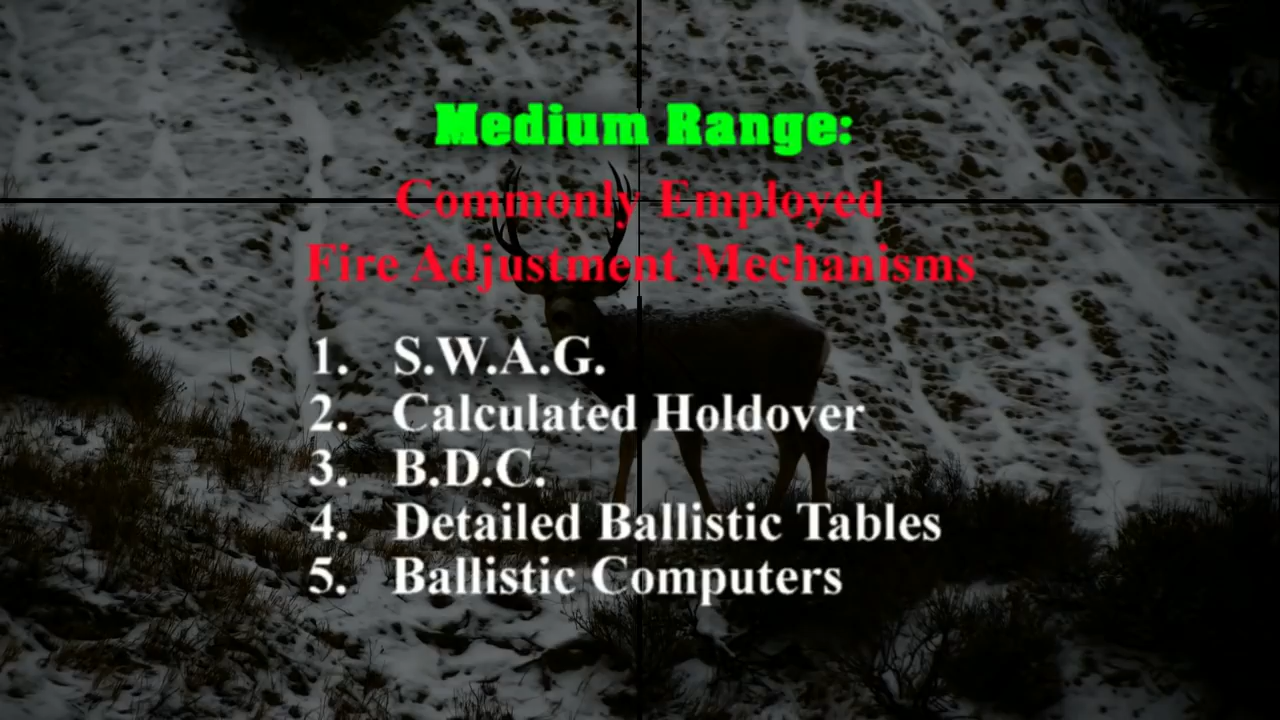 Medium Range:
Commonly Employed
Fire Adjustment Mechanisms
1. S.W.A.G.
2. Calculated Holdover
3. B.D.C.
4. Detailed Ballistic Tables
5. Ballistic Computers